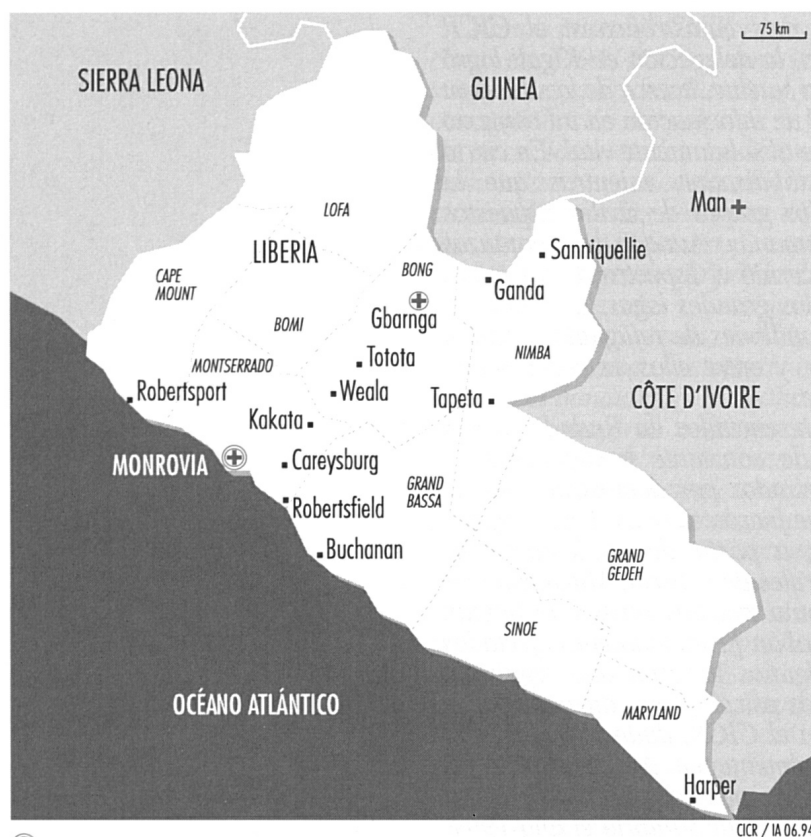 75 km
SIERRA LEONA
GUINEA
Man
LOFA
Sanniquellie
LIBERIA
BONG
CAPE
MOUNT
Ganda
BOMI
Gbarnga
NIMBA
MONTSERRADO
Totota
Robertsport
Weala
Tapeta
CÔTE D'IVOIRE
Kakata
MONROVIA
Careysburg
GRAND
BASSA
Robertsfield
Buchanan
GRAND
GEDEH
SINOE
OCÉANO ATLÁNTICO
MARYLAND
Harper
CICR / IA 06.94